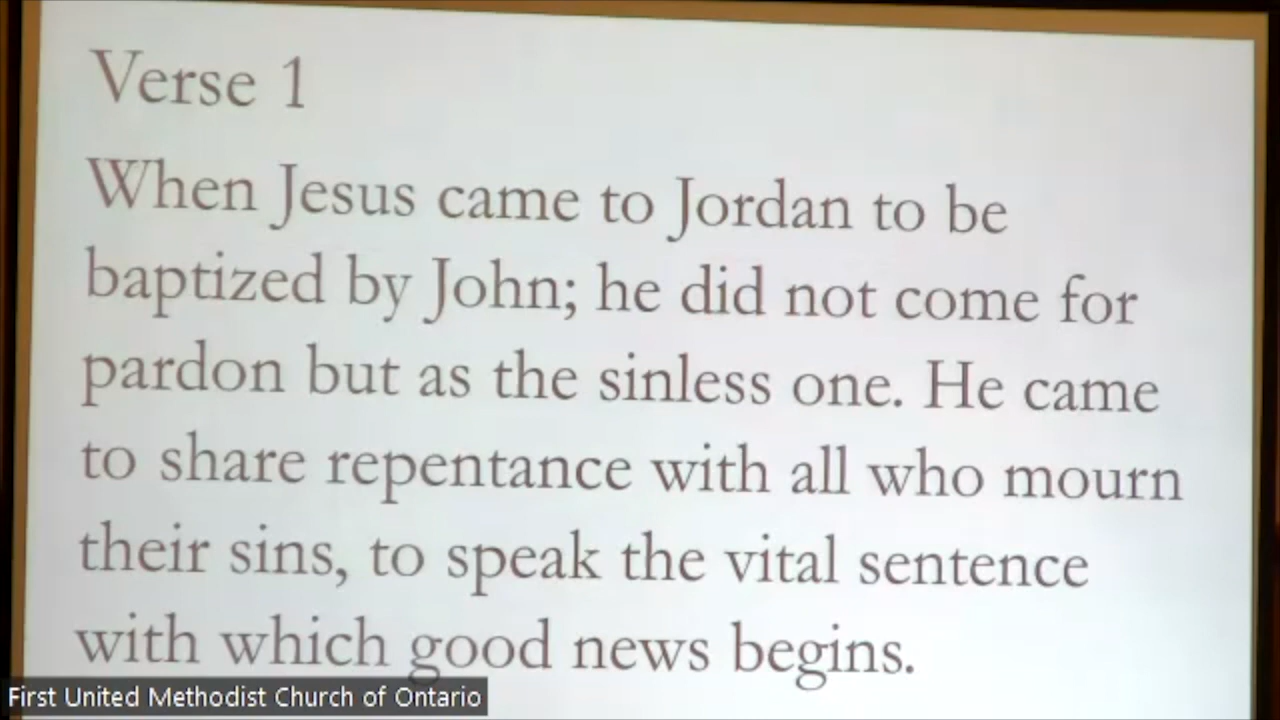 Verse 1
When Jesus came to Jordan to be
baptized by John; he did not come for
pardon but as the sinless one. He came
to share repentance with all who mourn
their sins, to speak the vital sentence
with which good news begins.
First United Methodist Church of Ontario